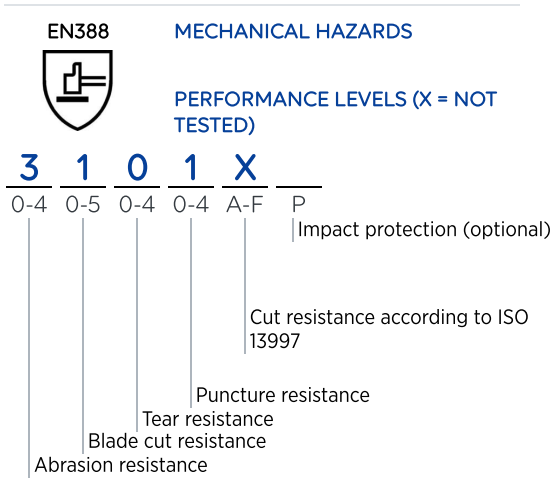 EN388
MECHANICAL HAZARDS
PERFORMANCE LEVELS (X = NOT
TESTED)
3 1 0 1 X
0-4 0-5 0-4 0-4 A-F P
Impact protection (optional)
Cut resistance according to ISO
13997
Puncture resistance
Tear resistance
Blade cut resistance
Abrasion resistance